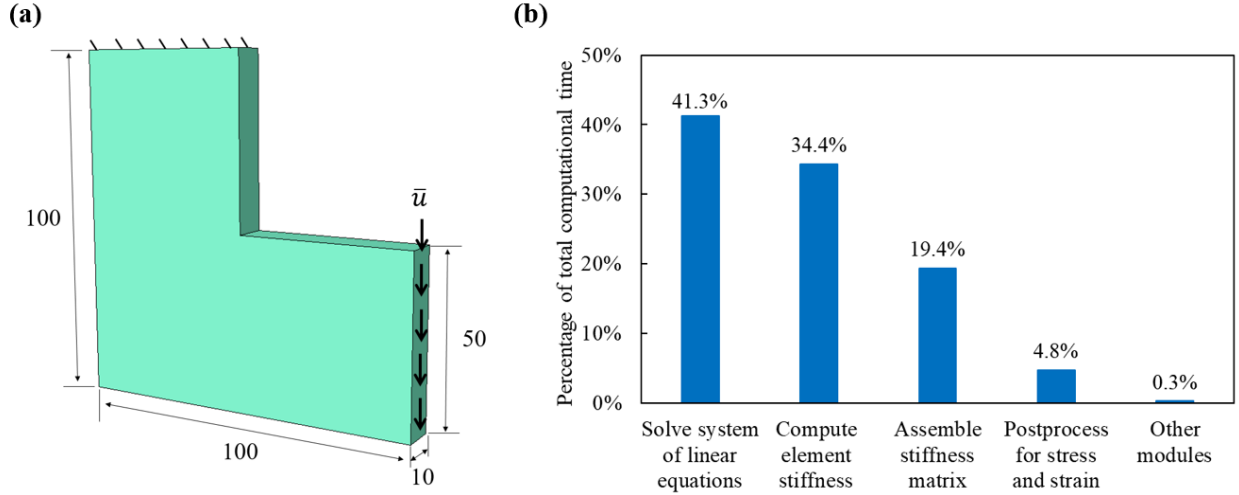 (a)
100
ū
50
100
10
(b)
Percentage of total computational time
50%
40%
30%
20%
10%
0%
41.3%
34.4%
19.4%
4.8%
0.3%
Solve system
of linear
equations
Compute
element
stiffness
Assemble
stiffness
matrix
Postprocess
for stress
and strain
Other
modules